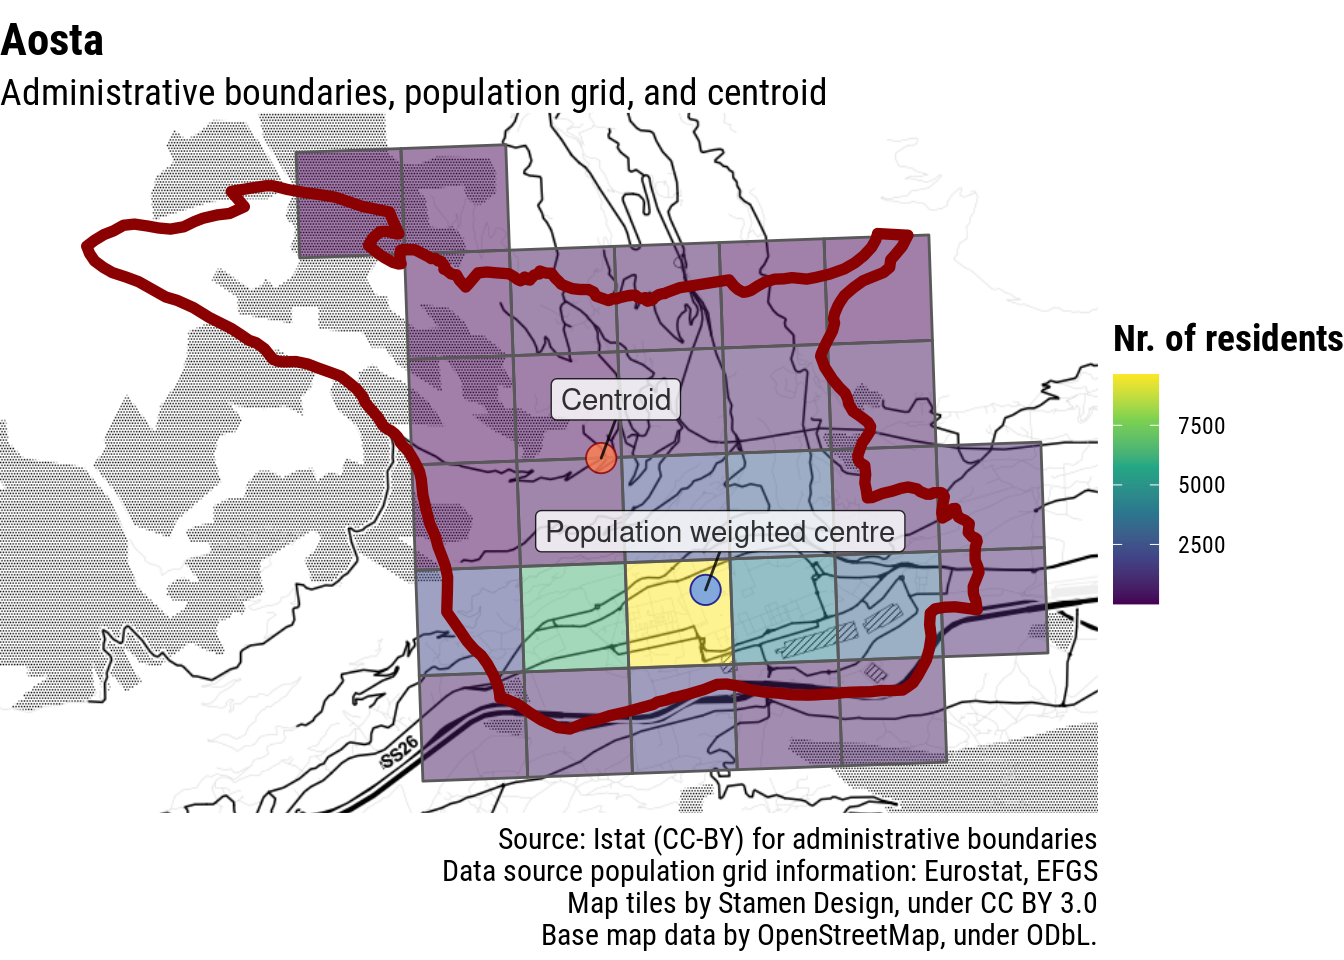 Aosta
Administrative boundaries, population grid, and centroid
Centroid
Population weighted centre
SS26
Nr. of residents
7500
5000
2500
Source: Istat (CC-BY) for administrative boundaries
Data source population grid information: Eurostat, EFGS
Map tiles by Stamen Design, under CC BY 3.0
Base map data by OpenStreetMap, under ODbL.